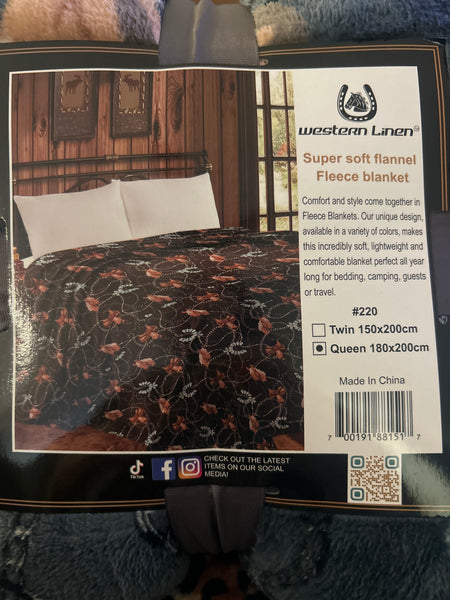 Western Linen
Super soft flannel
Fleece blanket
Comfort and style come together in
Fleece Blankets. Our unique design,
available in a variety of colors, makes
this incredibly soft, lightweight and
comfortable blanket perfect all year
long for bedding, camping, guests
or travel.
#220
Twin 150x200cm
Queen 180x200cm
Made In China
7 00191 88151 7
TikTok
CHECK OUT THE LATEST
ITEMS ON OUR SOCIAL
MEDIA!